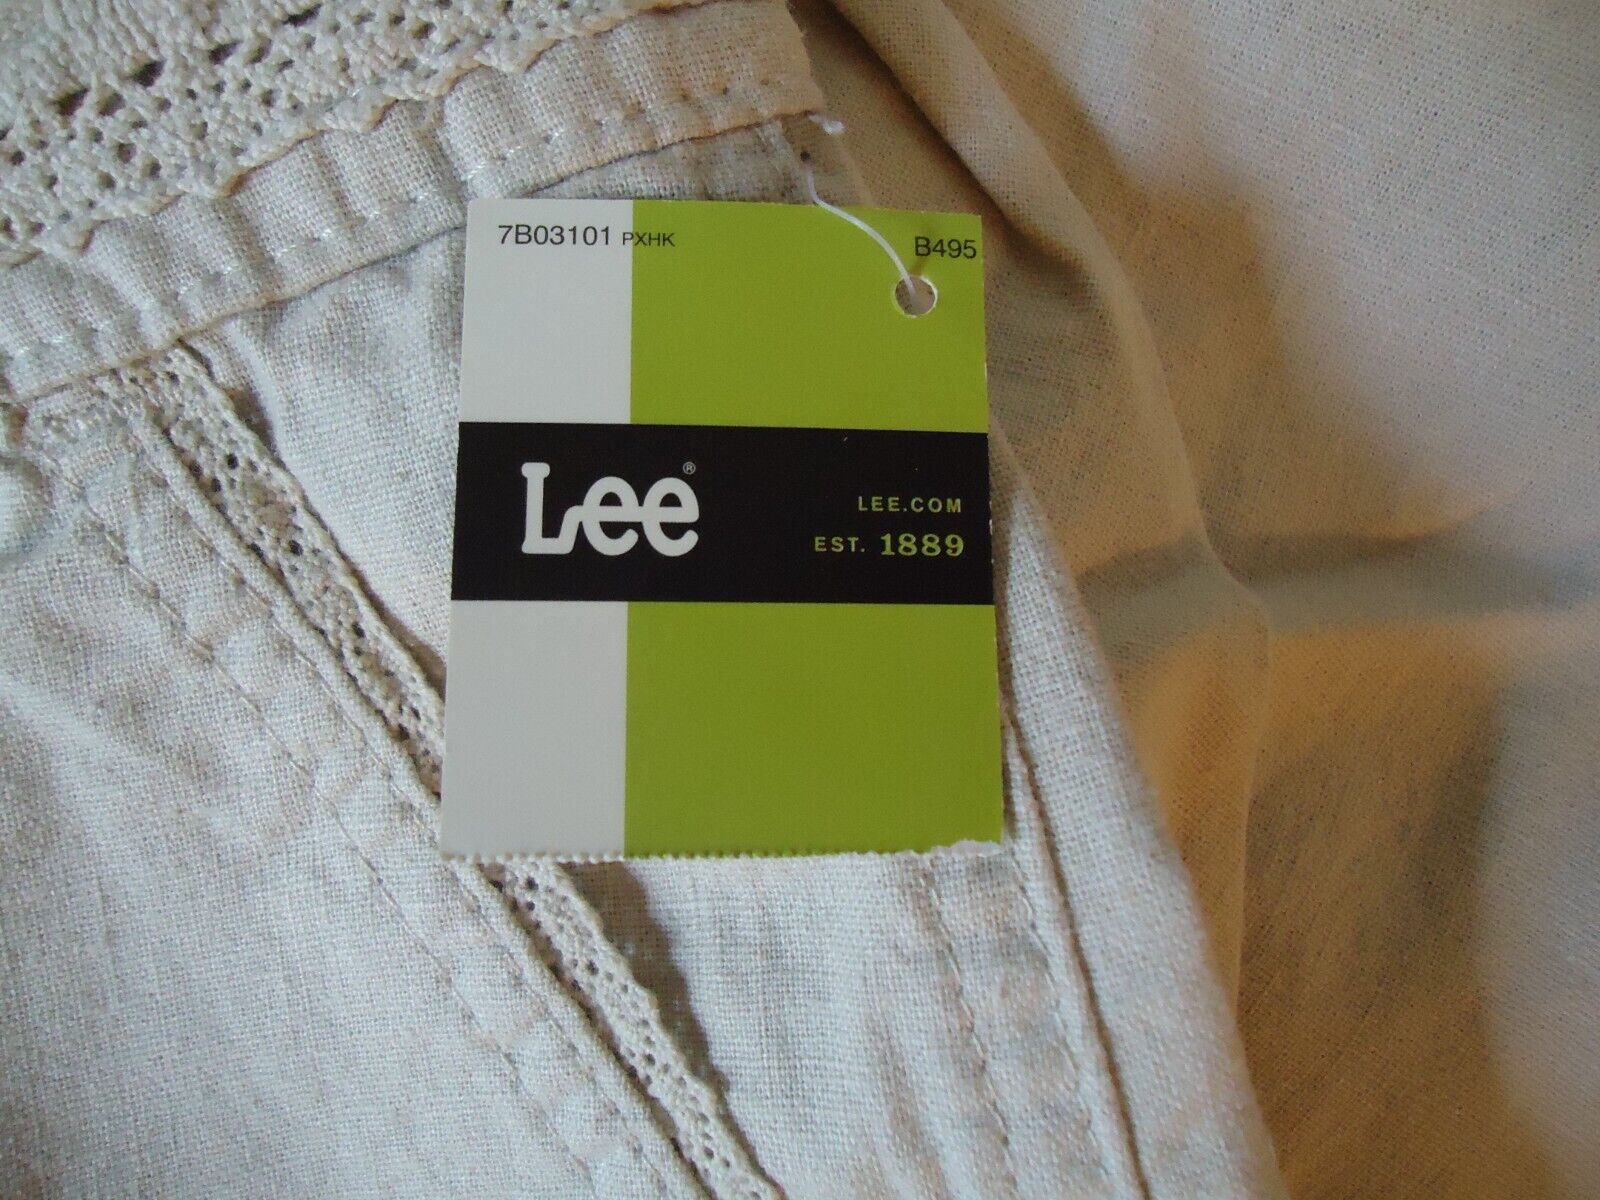 7B03101 PXHK
B495
Lee®
LEE.COM
EST. 1889